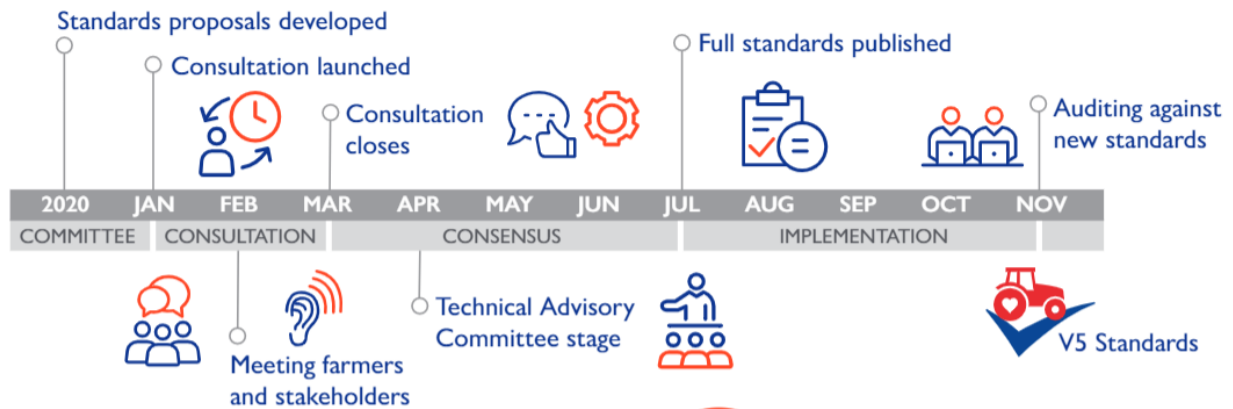 Standards proposals developed
Consultation launched
Consultation
closes
Full standards published
Auditing against
new standards
2020 JAN FEB MAR APR MAY JUN JUL AUG SEP OCT NOV
COMMITTEE CONSULTATION CONSENSUS IMPLEMENTATION
Meeting farmers
and stakeholders
Technical Advisory
Committee stage
V5 Standards